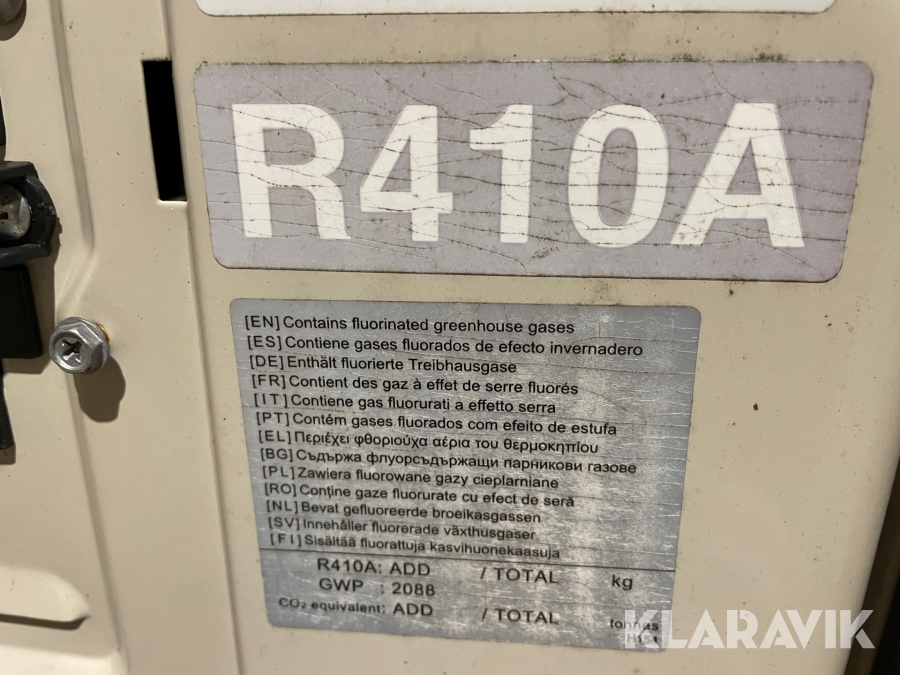 R410A
[EN] Contains fluorinated greenhouse gases
[ES] Contiene gases fluorados de efecto invernadero
[DE] Enthält fluorierte Treibhausgase
[FR] Contient des gaz à effet de serre fluorés
[IT] Contiene gas fluorurati a effetto serra
[PT] Contém gases fluorados com efeito de estufa
[EL] Περιέχει φθοριούχα αέρια του θερμοκηπίου
[BG] Съдържа флуорсъдържащи парникови газове
[PL] Zawiera fluorowane gazy cieplarniane
[RO] Conţine gaze fluorurate cu efect de seră
[NL] Bevat gefluoreerde broeikasgassen
[SV] Innehåller fluorerade växthusgaser
[FI] Sisältää fluorattuja kasvihuonekaasuja
R410A: ADD / TOTAL kg
GWP : 2088
CO2 equivalent: ADD / TOTAL tonnes
H154
KLARAVIK